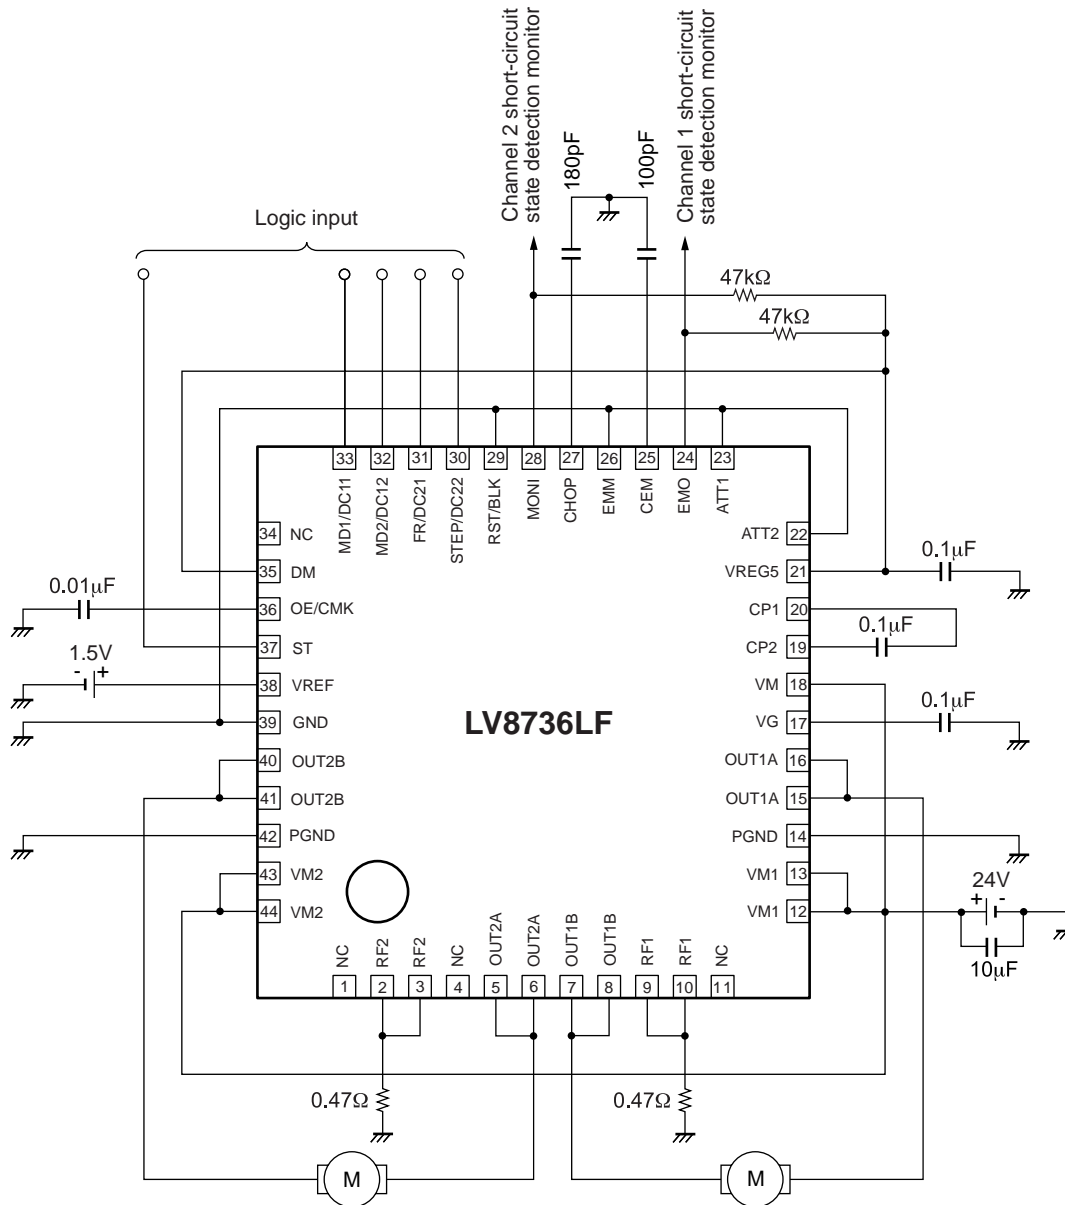 Channel 2 short-circuit
state detection monitor
180pF
100pF
Channel 1 short-circuit
state detection monitor
Logic input
47kΩ
47kΩ
33
32
31
30
29
28
27
26
25
24
23
MD1/DC11
MD2/DC12
FR/DC21
STEP/DC22
RST/BLK
MONI
CHOP
EMM
CEM
EMO
ATT1
34 NC
35 DM
0.01μF
36 OE/CMK
37 ST
1.5V
- +
38 VREF
39 GND
40 OUT2B
41 OUT2B
42 PGND
43 VM2
44 VM2
LV8736LF
ATT2 22
VREG5 21
0.1μF
CP1 20
0.1μF
CP2 19
VM 18
VG 17
0.1μF
OUT1A 16
OUT1A 15
PGND 14
VM1 13
VM1 12
24V
+ -
10μF
NC
RF2
RF2
NC
OUT2A
OUT2A
OUT1B
OUT1B
RF1
RF1
NC
1
2
3
4
5
6
7
8
9
10
11
0.47Ω
0.47Ω
M
M